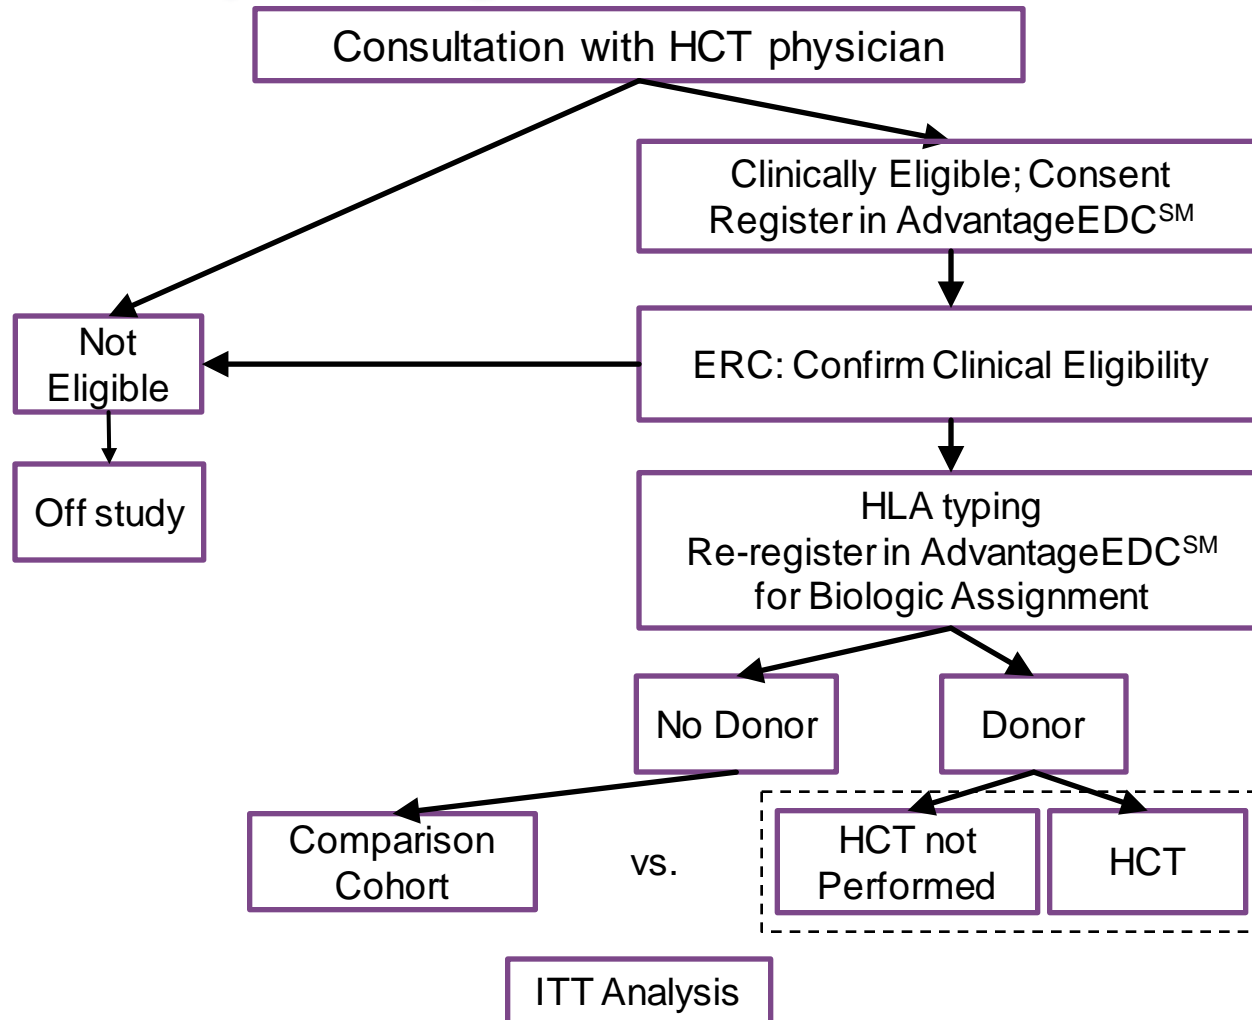 Consultation with HCT physician
Clinically Eligible; Consent
Register in AdvantageEDC℠
Not
Eligible
ERC: Confirm Clinical Eligibility
Off study
HLA typing
Re-register in AdvantageEDC℠
for Biologic Assignment
No Donor
Donor
Comparison
Cohort
vs.
HCT not
Performed
HCT
ITT Analysis